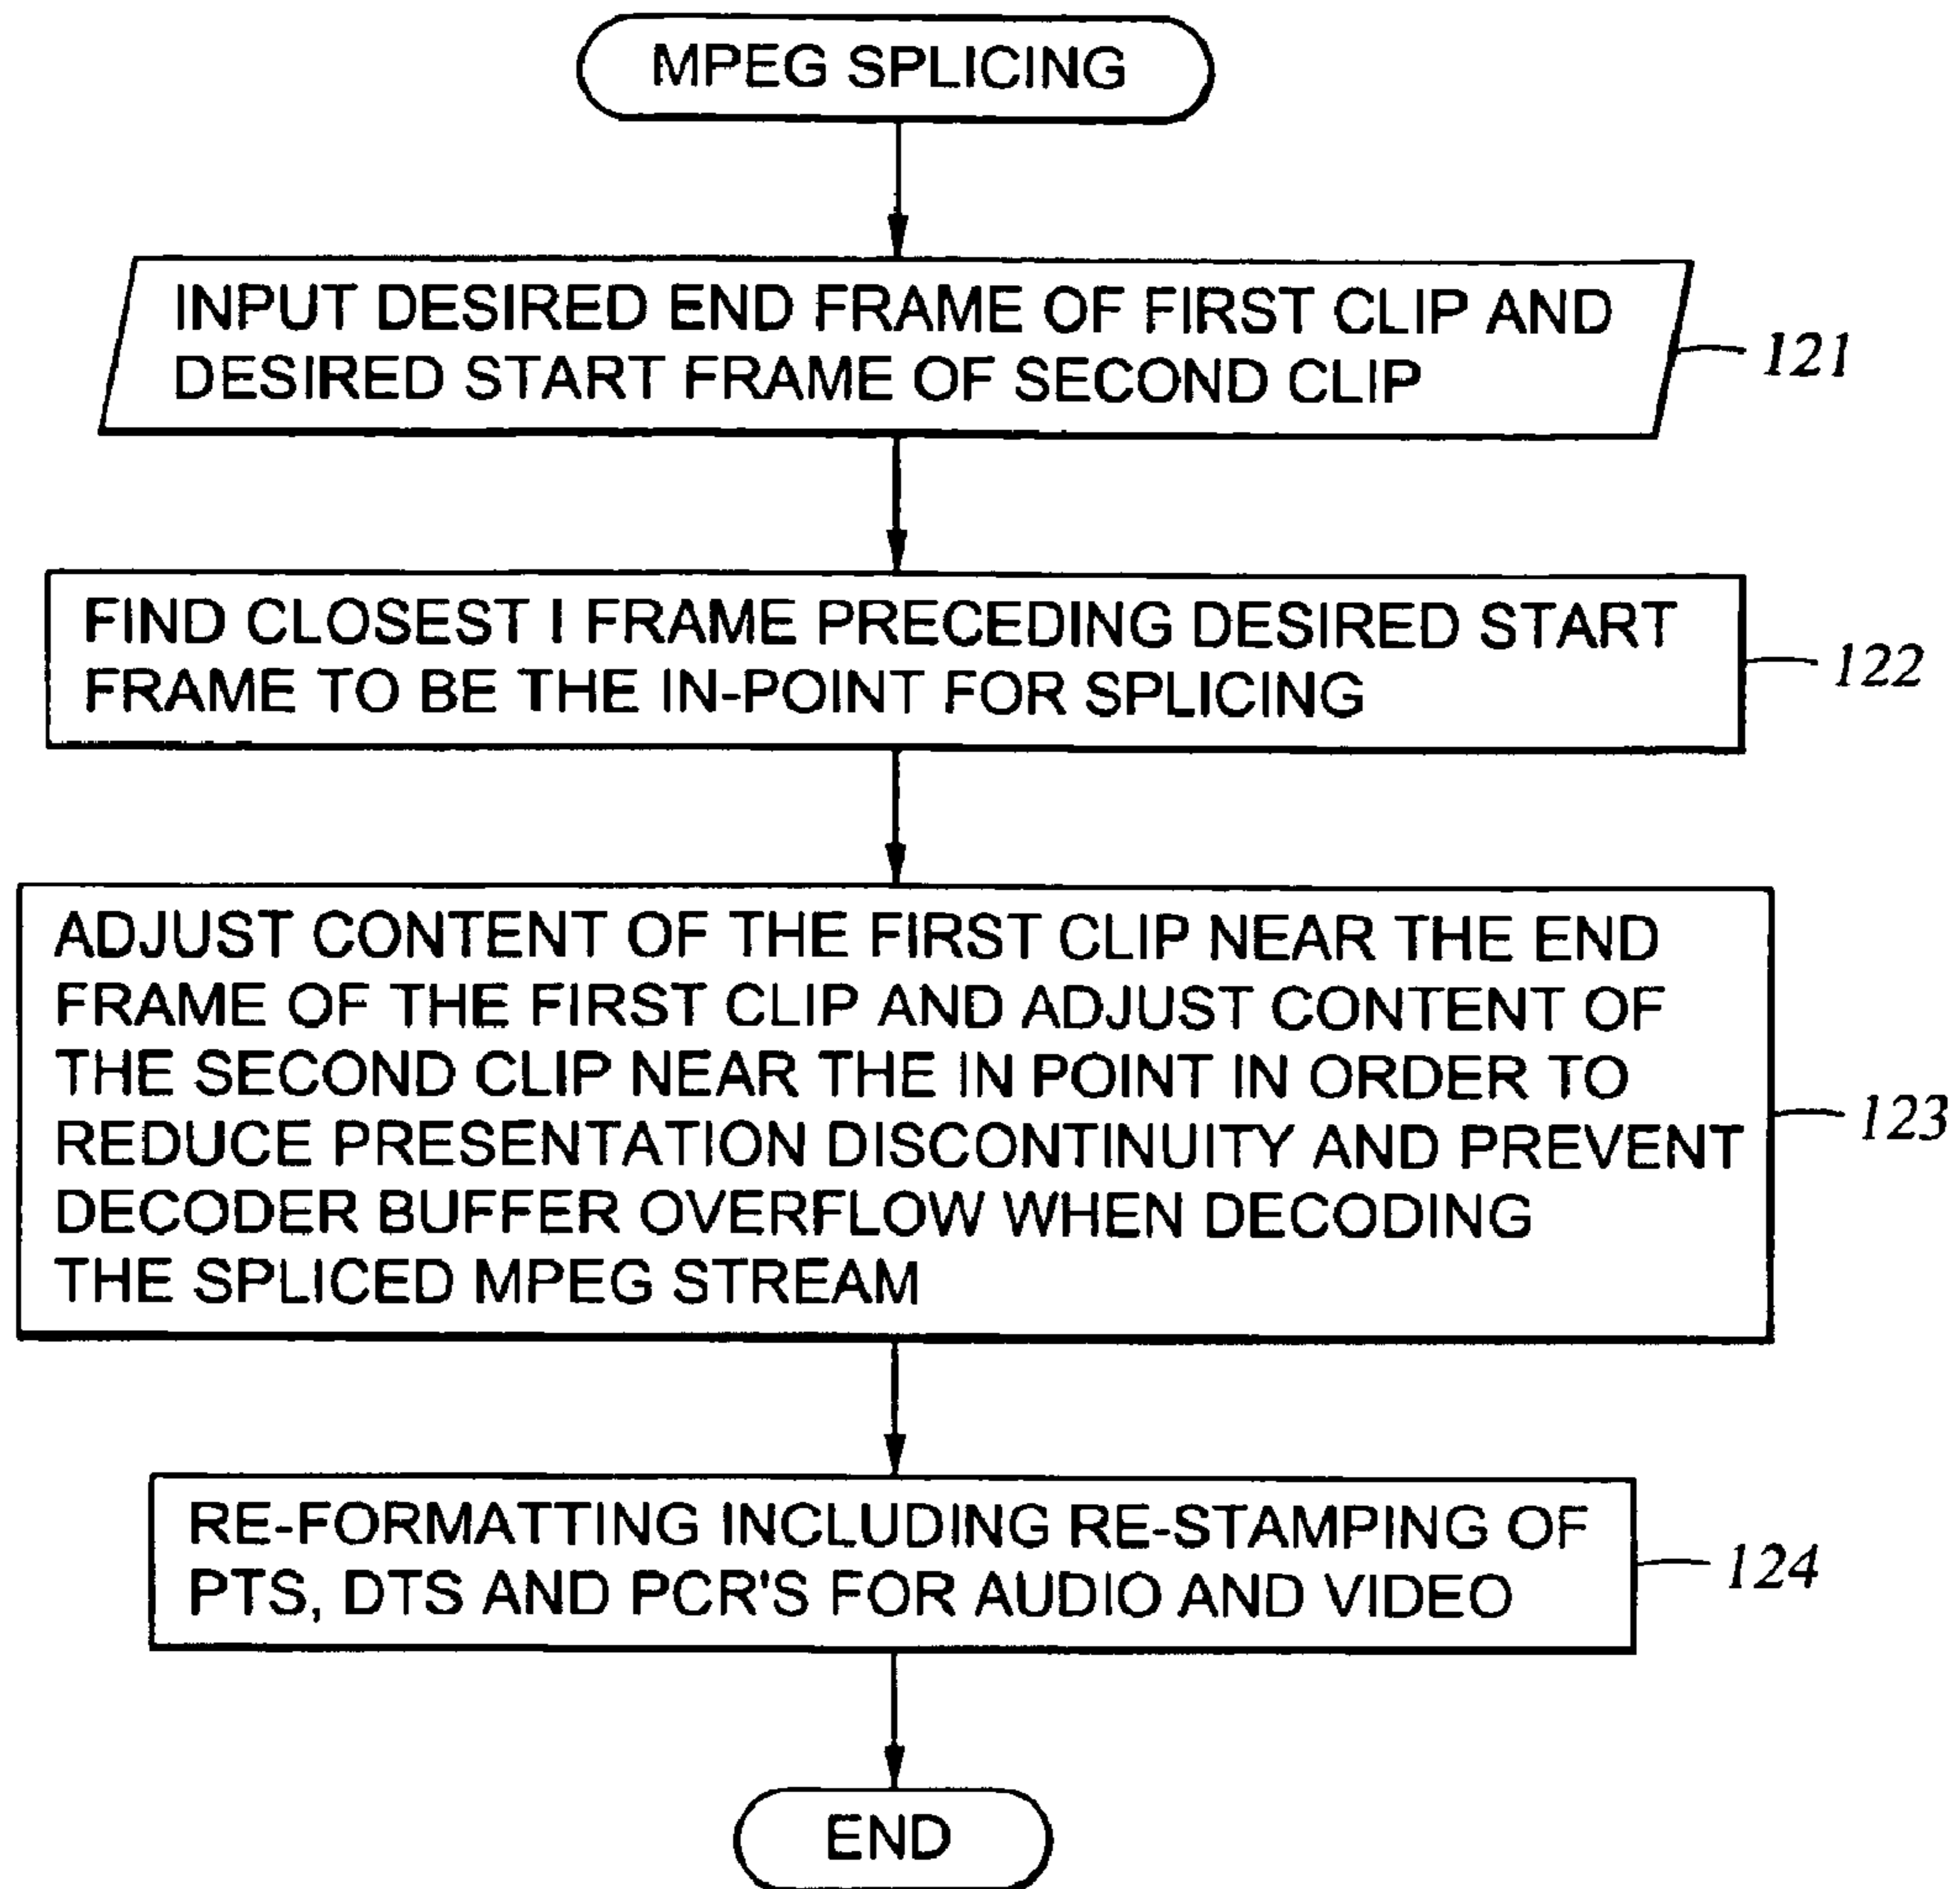 MPEG SPLICING
INPUT DESIRED END FRAME OF FIRST CLIP AND
DESIRED START FRAME OF SECOND CLIP
121
FIND CLOSEST I FRAME PRECEDING DESIRED START
FRAME TO BE THE IN-POINT FOR SPLICING
122
ADJUST CONTENT OF THE FIRST CLIP NEAR THE END
FRAME OF THE FIRST CLIP AND ADJUST CONTENT OF
THE SECOND CLIP NEAR THE IN POINT IN ORDER TO
REDUCE PRESENTATION DISCONTINUITY AND PREVENT
DECODER BUFFER OVERFLOW WHEN DECODING
THE SPLICED MPEG STREAM
123
RE-FORMATTING INCLUDING RE-STAMPING OF
PTS, DTS AND PCR'S FOR AUDIO AND VIDEO
124
END